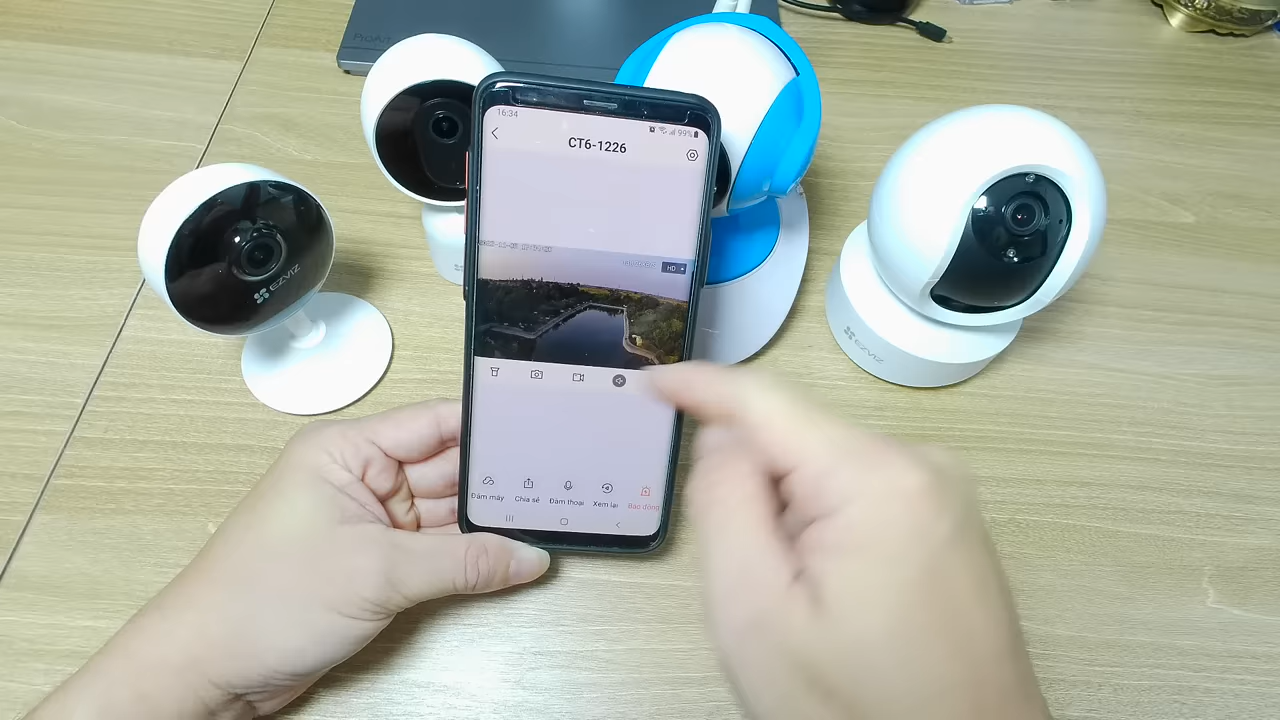 16:34
99%
CT6-1226
HD
Đám mây
Chia sẻ
Đàm thoại
Xem lại
Báo động
EZVIZ
EZVIZ